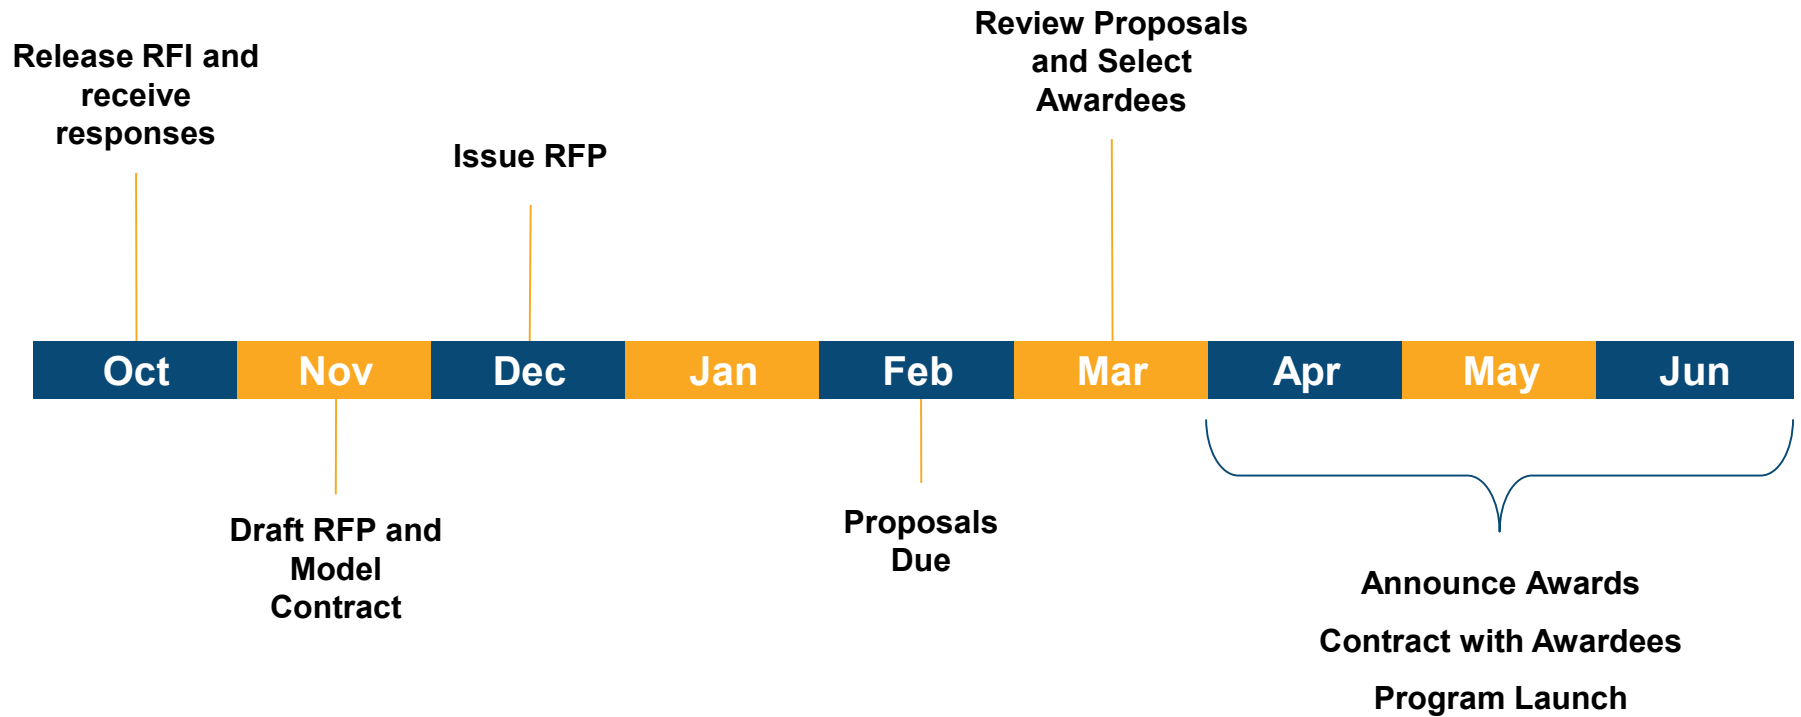 Release RFI and
receive
responses
Issue RFP
Review Proposals
and Select
Awardees
Oct
Nov
Dec
Jan
Feb
Mar
Apr
May
Jun
Draft RFP and
Model
Contract
Proposals
Due
Announce Awards
Contract with Awardees
Program Launch